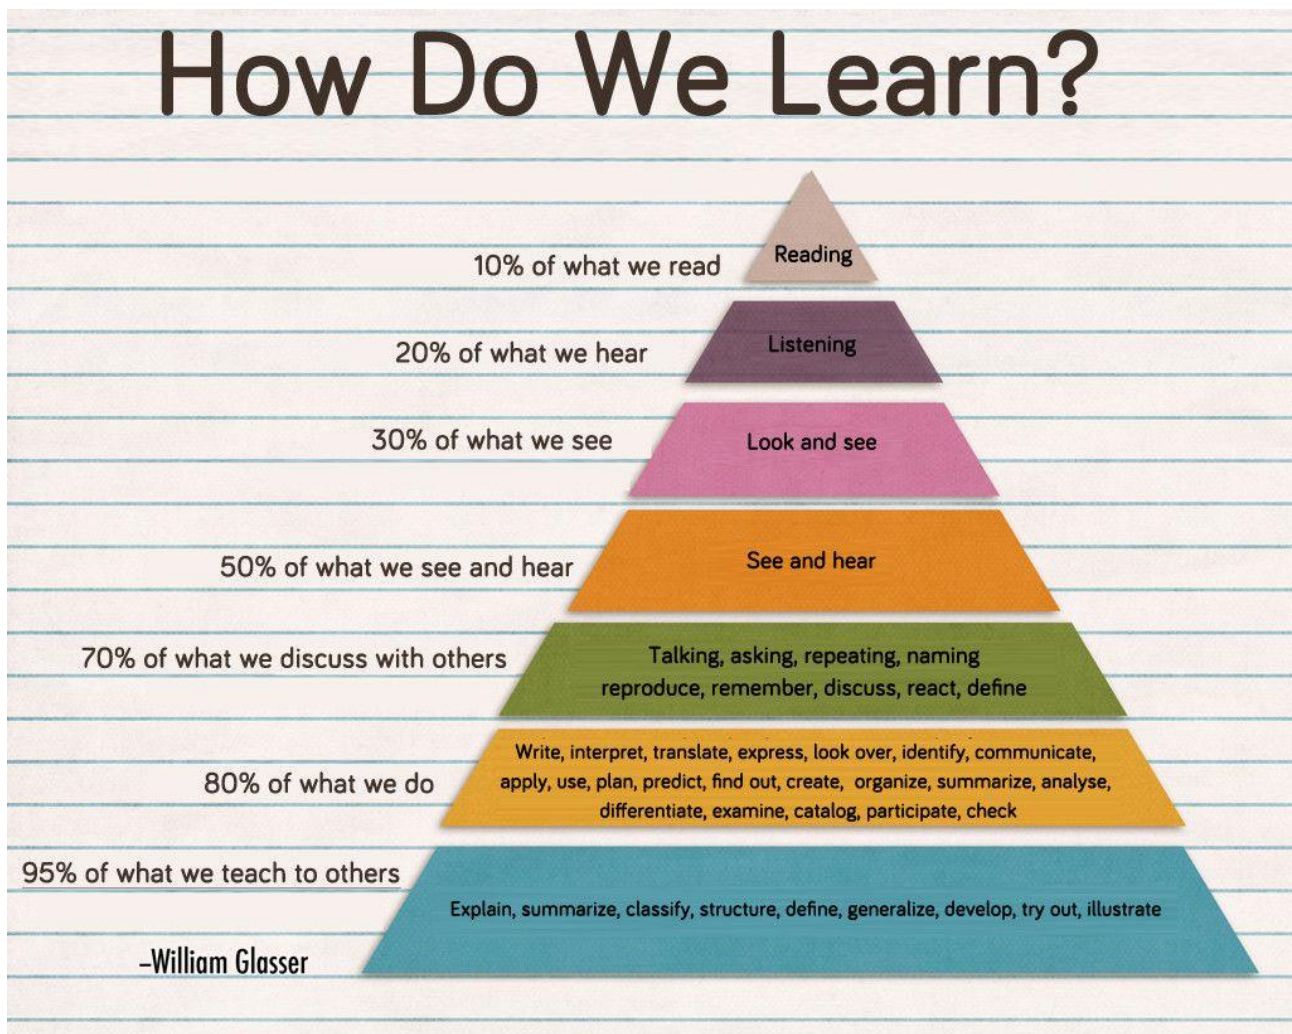 How Do We Learn?
10% of what we read
Reading
20% of what we hear
Listening
30% of what we see
Look and see
50% of what we see and hear
See and hear
70% of what we discuss with others
Talking, asking, repeating, naming
reproduce, remember, discuss, react, define
80% of what we do
Write, interpret, translate, express, look over, identify, communicate,
apply, use, plan, predict, find out, create, organize, summarize, analyse,
differentiate, examine, catalog, participate, check
95% of what we teach to others
Explain, summarize, classify, structure, define, generalize, develop, try out, illustrate
–William Glasser